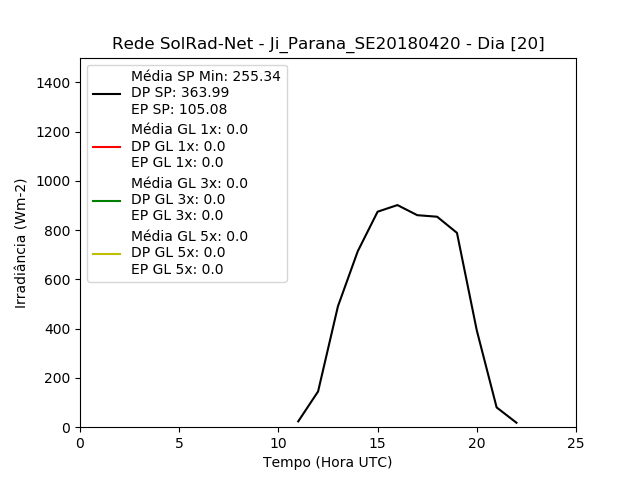 Rede SolRad-Net - Ji_Parana_SE20180420 - Dia [20]
Média SP Min: 255.34
DP SP: 363.99
EP SP: 105.08
Média GL 1x: 0.0
DP GL 1x: 0.0
EP GL 1x: 0.0
Média GL 3x: 0.0
DP GL 3x: 0.0
EP GL 3x: 0.0
Média GL 5x: 0.0
DP GL 5x: 0.0
EP GL 5x: 0.0
Irradiância (Wm-2)
1400
1200
1000
800
600
400
200
0
0 5 10 15 20 25
Tempo (Hora UTC)